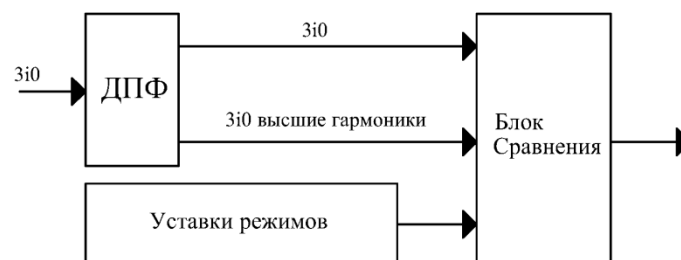 3i0
3i0
ДПФ
3i0 высшие гармоники
Блок
Сравнения
Уставки режимов